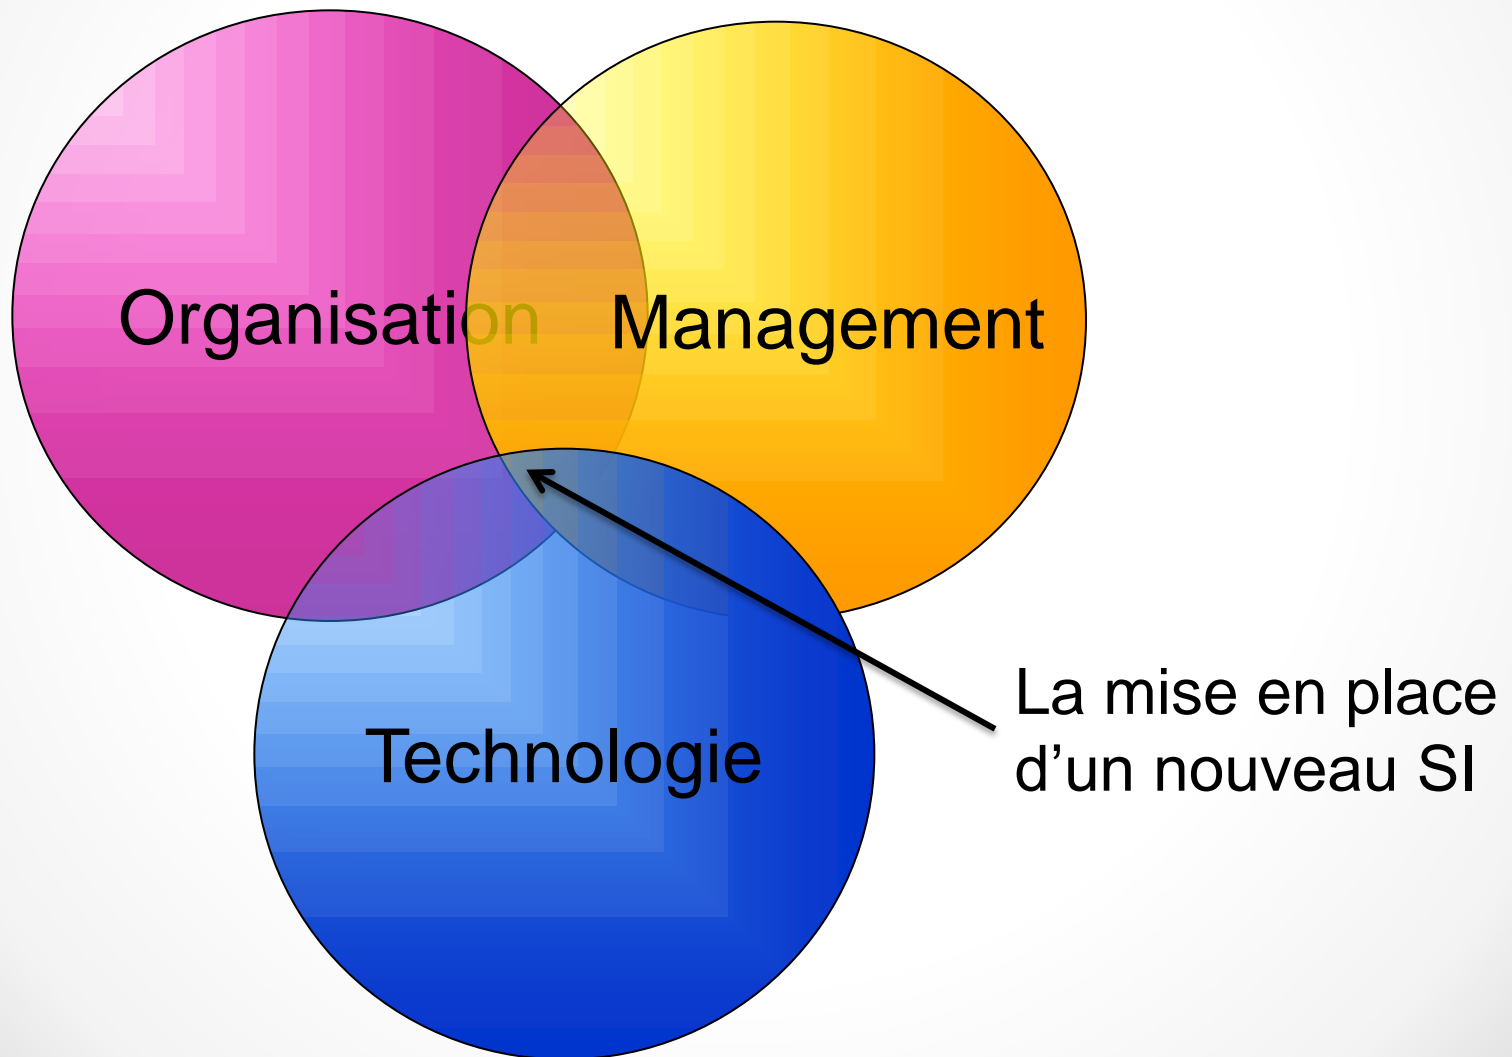 Organisation
Management
Technologie
La mise en place
d’un nouveau SI